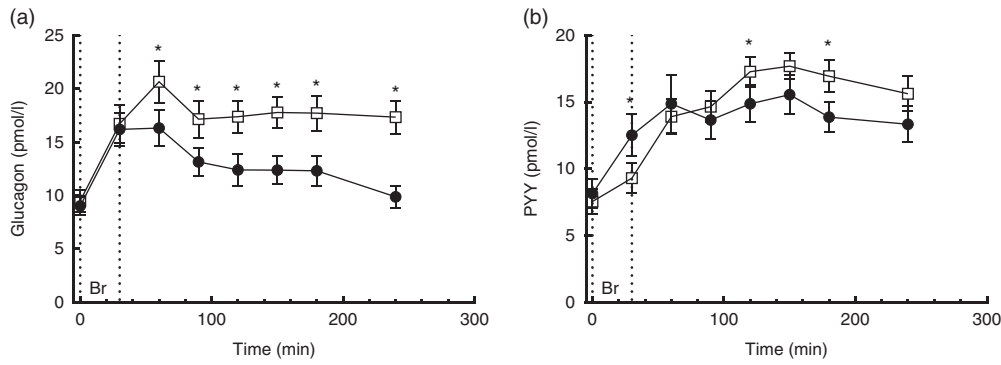 (a)
25
20
15
10
5
0
Glucagon (pmol/l)
* * * * * *
Br
0 100 200 300
Time (min)
(b)
20
15
10
5
0
PYY (pmol/l)
* * *
Br
0 100 200 300
Time (min)